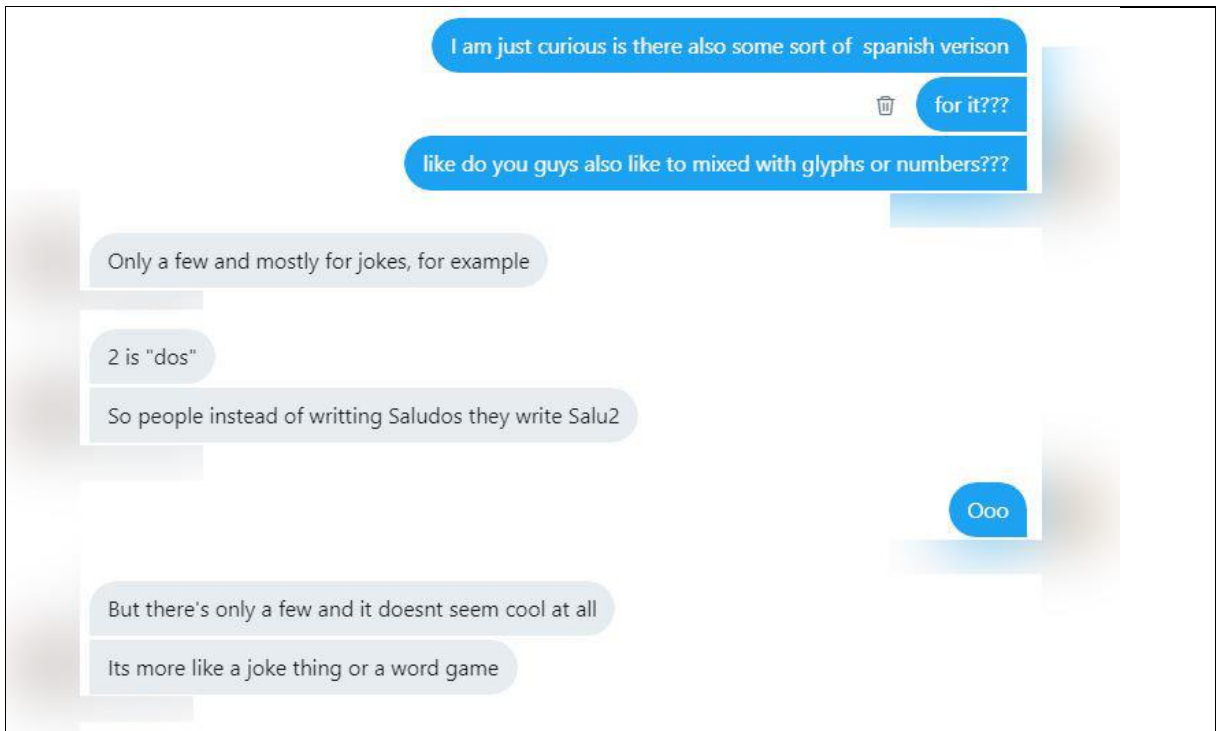 I am just curious is there also some sort of spanish verison
for it???
like do you guys also like to mixed with glyphs or numbers???
Only a few and mostly for jokes, for example
2 is "dos"
So people instead of writting Saludos they write Salu2
Ooo
But there's only a few and it doesnt seem cool at all
Its more like a joke thing or a word game